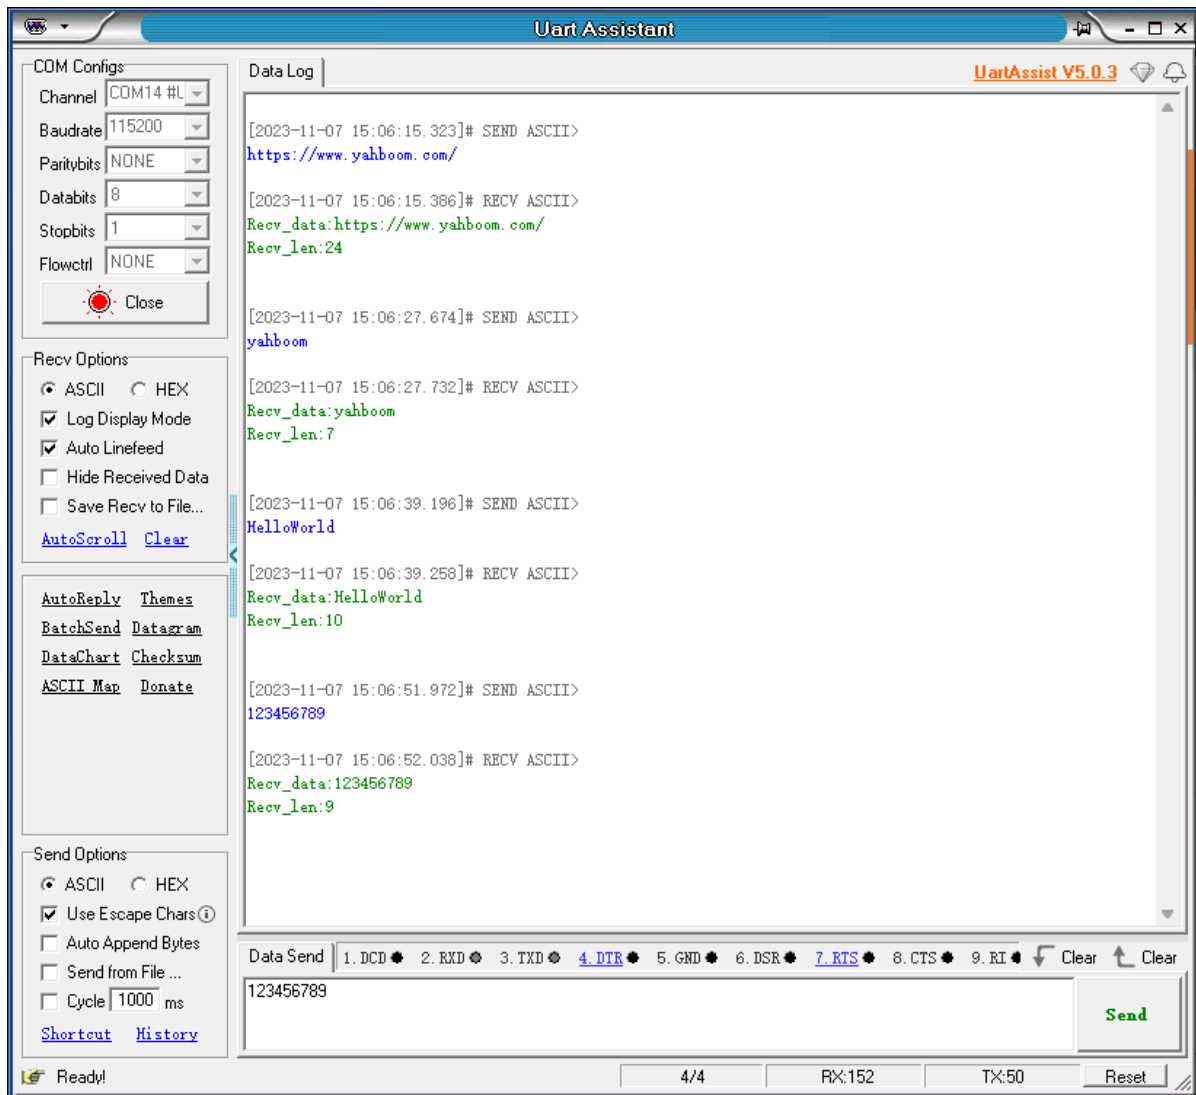 Uart Assistant
COM Configs
Channel COM14 #L
Baudrate 115200
Paritybits NONE
Databits 8
Stopbits 1
Flowctrl NONE
Close
Recv Options
ASCII HEX
Log Display Mode
Auto Linefeed
Hide Received Data
Save Recv to File...
AutoScroll Clear
AutoReply Themes
BatchSend Datagram
DataChart Checksum
ASCII Map Donate
Send Options
ASCII HEX
Use Escape Chars
Auto Append Bytes
Send from File ...
Cycle 1000 ms
Shortcut History
Data Log UartAssist V5.0.3
[2023-11-07 15:06:15.323]# SEND ASCII>
https://www.yahboom.com/
[2023-11-07 15:06:15.386]# RECV ASCII>
Recv_data:https://www.yahboom.com/
Recv_len:24
[2023-11-07 15:06:27.674]# SEND ASCII>
yahboom
[2023-11-07 15:06:27.732]# RECV ASCII>
Recv_data:yahboom
Recv_len:7
[2023-11-07 15:06:39.196]# SEND ASCII>
HelloWorld
[2023-11-07 15:06:39.258]# RECV ASCII>
Recv_data:HelloWorld
Recv_len:10
[2023-11-07 15:06:51.972]# SEND ASCII>
123456789
[2023-11-07 15:06:52.038]# RECV ASCII>
Recv_data:123456789
Recv_len:9
Data Send 1. DCD 2. RXD 3. TXD 4. DTR 5. GND 6. DSR 7. RTS 8. CTS 9. RI Clear Clear
123456789
Send
Ready! 4/4 RX:152 TX:50 Reset